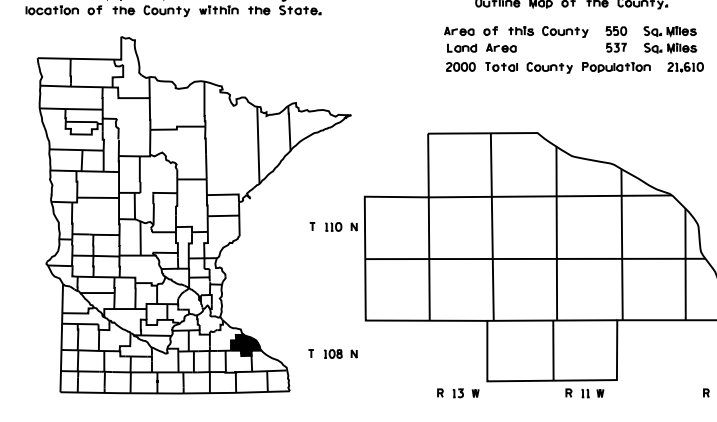 location of the County within the State.
Outline Map of the County.
Area of this County 550 Sq. Miles
Land Area 537 Sq. Miles
2000 Total County Population 21,610
T 110 N
T 108 N
R 13 W R 11 W R